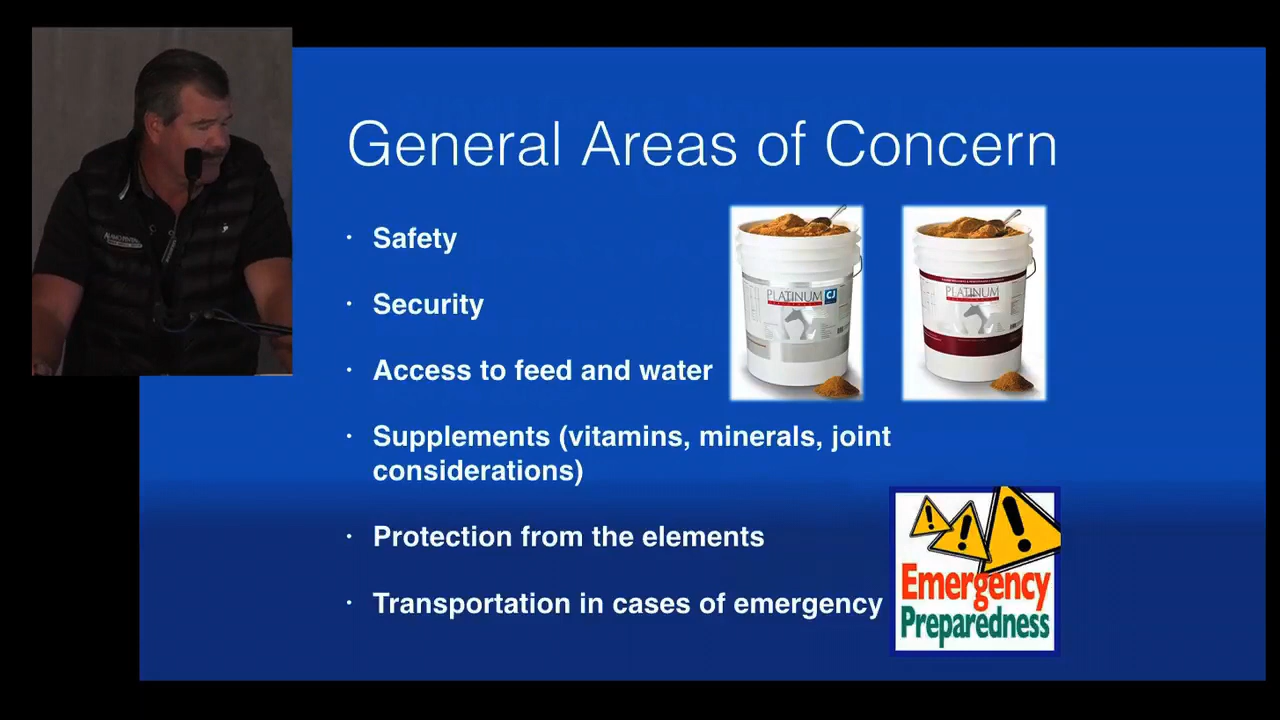 General Areas of Concern
· Safety
· Security
· Access to feed and water
· Supplements (vitamins, minerals, joint
considerations)
· Protection from the elements
· Transportation in cases of emergency
PLATINUM CJ
PLATINUM
Emergency
Preparedness